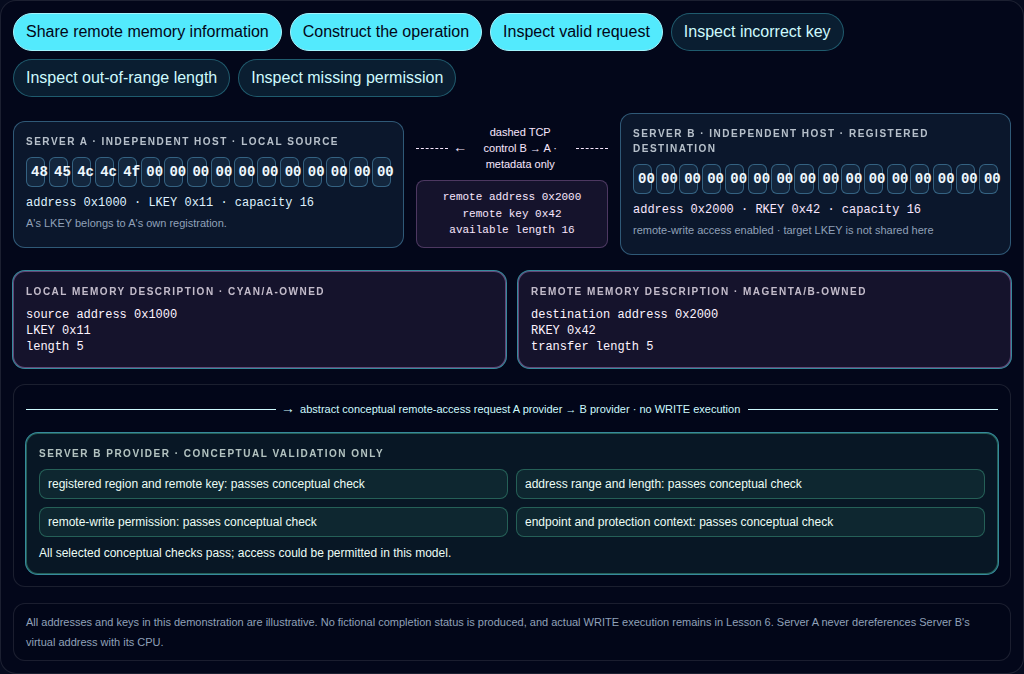 Share remote memory information
Construct the operation
Inspect valid request
Inspect incorrect key
Inspect out-of-range length
Inspect missing permission
SERVER A · INDEPENDENT HOST · LOCAL SOURCE
48 45 4c 4c 4f 00 00 00 00 00 00 00 00 00 00 00
address 0x1000 · LKEY 0x11 · capacity 16
A's LKEY belongs to A's own registration.
← dashed TCP
control B → A ·
metadata only
remote address 0x2000
remote key 0x42
available length 16
SERVER B · INDEPENDENT HOST · REGISTERED
DESTINATION
00 00 00 00 00 00 00 00 00 00 00 00 00 00 00 00
address 0x2000 · RKEY 0x42 · capacity 16
remote-write access enabled · target LKEY is not shared here
LOCAL MEMORY DESCRIPTION · CYAN/A-OWNED
source address 0x1000
LKEY 0x11
length 5
REMOTE MEMORY DESCRIPTION · MAGENTA/B-OWNED
destination address 0x2000
RKEY 0x42
transfer length 5
→ abstract conceptual remote-access request A provider → B provider · no WRITE execution
SERVER B PROVIDER · CONCEPTUAL VALIDATION ONLY
registered region and remote key: passes conceptual check
address range and length: passes conceptual check
remote-write permission: passes conceptual check
endpoint and protection context: passes conceptual check
All selected conceptual checks pass; access could be permitted in this model.
All addresses and keys in this demonstration are illustrative. No fictional completion status is produced, and actual WRITE execution remains in Lesson 6. Server A never dereferences Server B's
virtual address with its CPU.